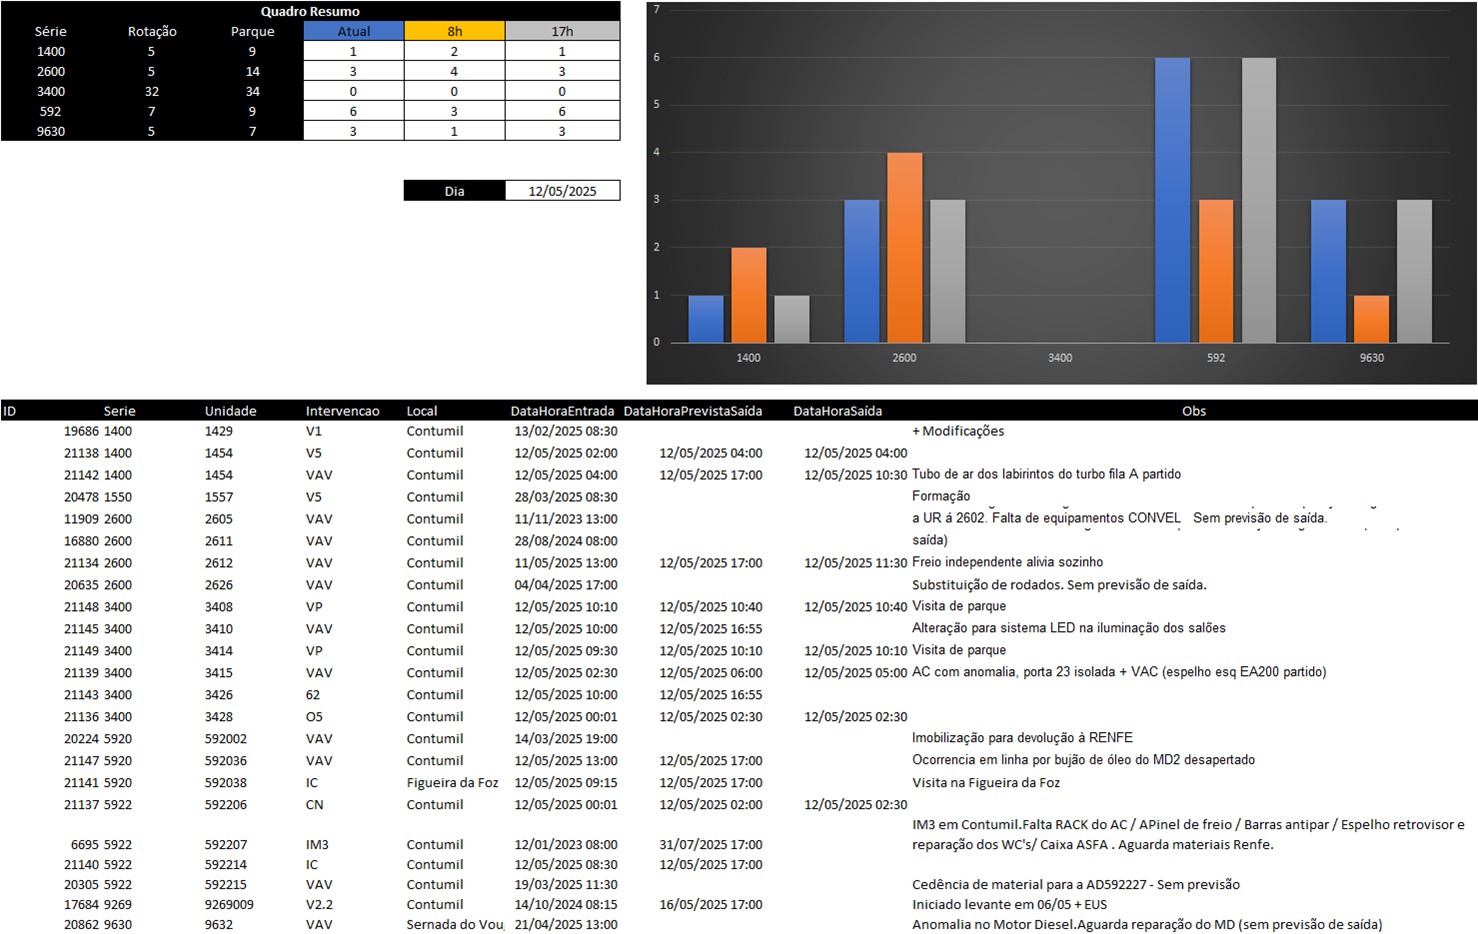 Quadro Resumo
Série Rotação Parque Atual 8h 17h
1400 5 9 1 2 1
2600 5 14 3 4 3
3400 32 34 0 0 0
592 7 9 6 3 6
9630 5 7 3 1 3
Dia 12/05/2025
7
6
5
4
3
2
1
0
1400 2600 3400 592 9630
ID Serie Unidade Intervencao Local DataHoraEntrada DataHoraPrevistaSaída DataHoraSaída Obs
19686 1400 1429 V1 Contumil 13/02/2025 08:30 + Modificações
21138 1400 1454 V5 Contumil 12/05/2025 02:00 12/05/2025 04:00 12/05/2025 04:00
21142 1400 1454 VAV Contumil 12/05/2025 04:00 12/05/2025 17:00 12/05/2025 10:30 Tubo de ar dos labirintos do turbo fila A partido
20478 1550 1557 V5 Contumil 28/03/2025 08:30 Formação
11909 2600 2605 VAV Contumil 11/11/2023 13:00 a UR á 2602. Falta de equipamentos CONVEL Sem previsão de saída.
16880 2600 2611 VAV Contumil 28/08/2024 08:00 saída)
21134 2600 2612 VAV Contumil 11/05/2025 13:00 12/05/2025 17:00 12/05/2025 11:30 Freio independente alivia sozinho
20635 2600 2626 VAV Contumil 04/04/2025 17:00 Substituição de rodados. Sem previsão de saída.
21148 3400 3408 VP Contumil 12/05/2025 10:10 12/05/2025 10:40 12/05/2025 10:40 Visita de parque
21145 3400 3410 VAV Contumil 12/05/2025 10:00 12/05/2025 16:55 Alteração para sistema LED na iluminação dos salões
21149 3400 3414 VP Contumil 12/05/2025 09:30 12/05/2025 10:10 12/05/2025 10:10 Visita de parque
21139 3400 3415 VAV Contumil 12/05/2025 02:30 12/05/2025 06:00 12/05/2025 05:00 AC com anomalia, porta 23 isolada + VAC (espelho esq EA200 partido)
21143 3400 3426 62 Contumil 12/05/2025 10:00 12/05/2025 16:55
21136 3400 3428 O5 Contumil 12/05/2025 00:01 12/05/2025 02:30 12/05/2025 02:30
20224 5920 592002 VAV Contumil 14/03/2025 19:00 Imobilização para devolução à RENFE
21147 5920 592036 VAV Contumil 12/05/2025 13:00 12/05/2025 17:00 Ocorrencia em linha por bujão de óleo do MD2 desapertado
21141 5920 592038 IC Figueira da Foz 12/05/2025 09:15 12/05/2025 17:00 Visita na Figueira da Foz
21137 5922 592206 CN Contumil 12/05/2025 00:01 12/05/2025 02:00 12/05/2025 02:30
IM3 em Contumil.Falta RACK do AC / APinel de freio / Barras antipar / Espelho retrovisor e
6695 5922 592207 IM3 Contumil 12/01/2023 08:00 31/07/2025 17:00 reparação dos WC's/ Caixa ASFA . Aguarda materiais Renfe.
21140 5922 592214 IC Contumil 12/05/2025 08:30 12/05/2025 17:00
20305 5922 592215 VAV Contumil 19/03/2025 11:30 Cedência de material para a AD592227 - Sem previsão
17684 9269 9269009 V2.2 Contumil 14/10/2024 08:15 16/05/2025 17:00 Iniciado levante em 06/05 + EUS
20862 9630 9632 VAV Sernada do Vou 21/04/2025 13:00 Anomalia no Motor Diesel.Aguarda reparação do MD (sem previsão de saída)